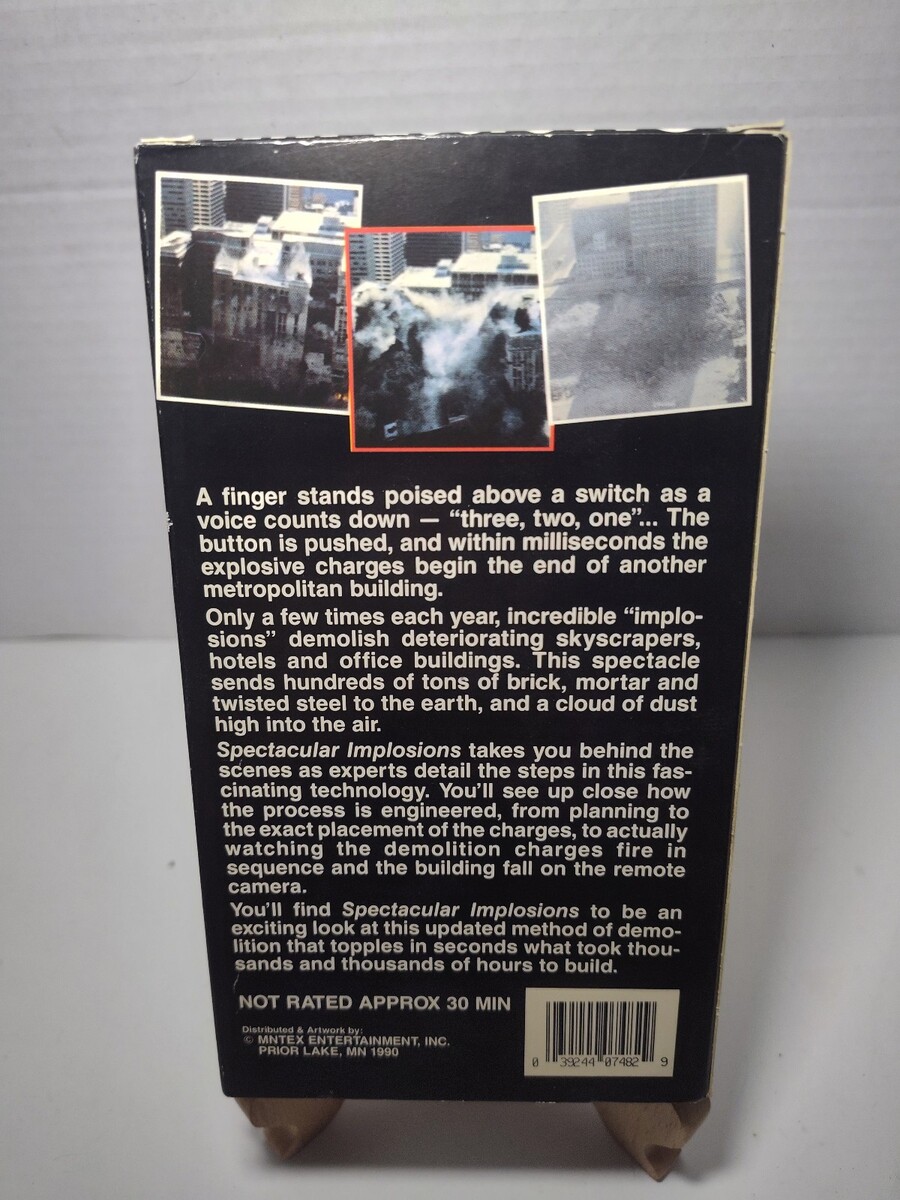 A finger stands poised above a switch as a
voice counts down — “three, two, one”... The
button is pushed, and within milliseconds the
explosive charges begin the end of another
metropolitan building.
Only a few times each year, incredible “implo-
sions” demolish deteriorating skyscrapers,
hotels and office buildings. This spectacle
sends hundreds of tons of brick, mortar and
twisted steel to the earth, and a cloud of dust
high into the air.
Spectacular Implosions takes you behind the
scenes as experts detail the steps in this fas-
cinating technology. You’ll see up close how
the process is engineered, from planning to
the exact placement of the charges, to actually
watching the demolition charges fire in
sequence and the building fall on the remote
camera.
You’ll find Spectacular Implosions to be an
exciting look at this updated method of demo-
lition that topples in seconds what took thou-
sands and thousands of hours to build.
NOT RATED APPROX 30 MIN
Distributed & Artwork by:
© MNTEX ENTERTAINMENT, INC.
PRIOR LAKE, MN 1990
0 39244 07482 9